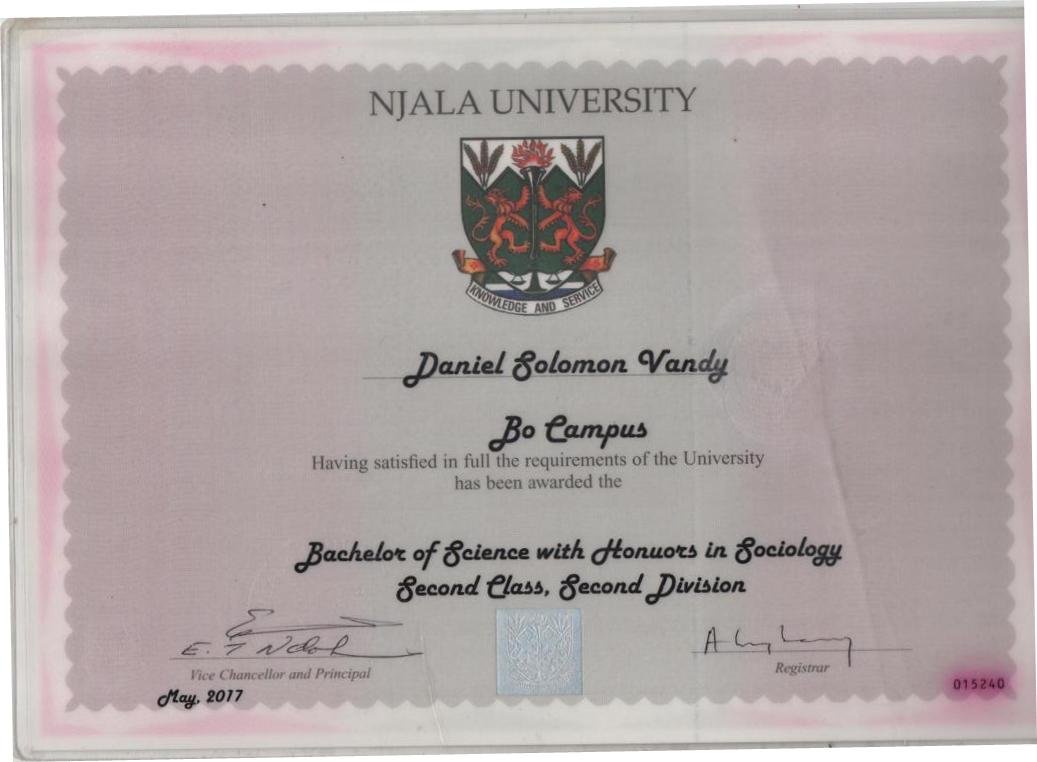 NJALA UNIVERSITY
KNOWLEDGE AND SERVICE
Daniel Solomon Vandy
Bo Campus
Having satisfied in full the requirements of the University
has been awarded the
Bachelor of Science with Honuors in Sociology
Second Class, Second Division
E. T Ndoh
Vice Chancellor and Principal
Registrar
May, 2017
015240